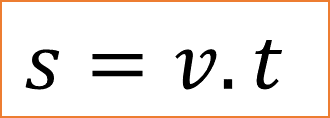 s = v.t